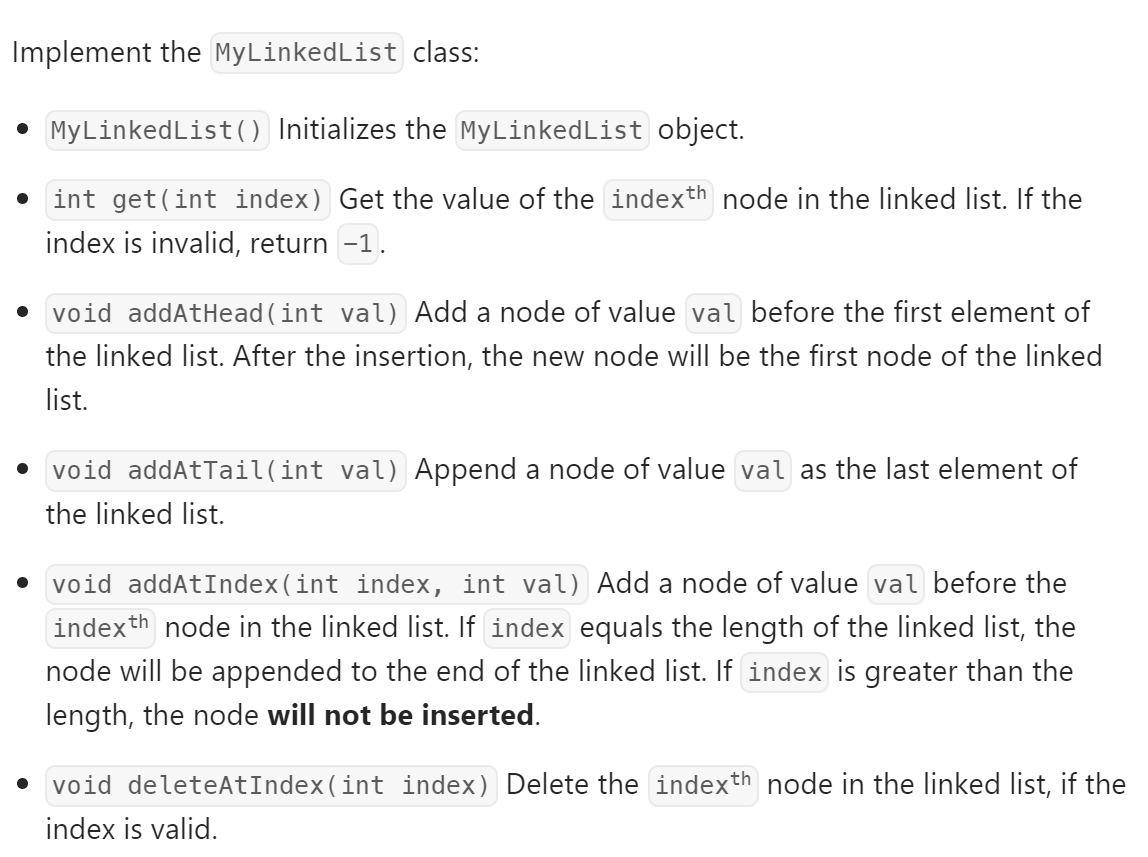 Implement the MyLinkedList class:
• MyLinkedList() Initializes the MyLinkedList object.
• int get(int index) Get the value of the indexth node in the linked list. If the
index is invalid, return -1.
• void addAtHead(int val) Add a node of value val before the first element of
the linked list. After the insertion, the new node will be the first node of the linked
list.
• void addAtTail(int val) Append a node of value val as the last element of
the linked list.
• void addAtIndex(int index, int val) Add a node of value val before the
indexth node in the linked list. If index equals the length of the linked list, the
node will be appended to the end of the linked list. If index is greater than the
length, the node will not be inserted.
• void deleteAtIndex(int index) Delete the indexth node in the linked list, if the
index is valid.